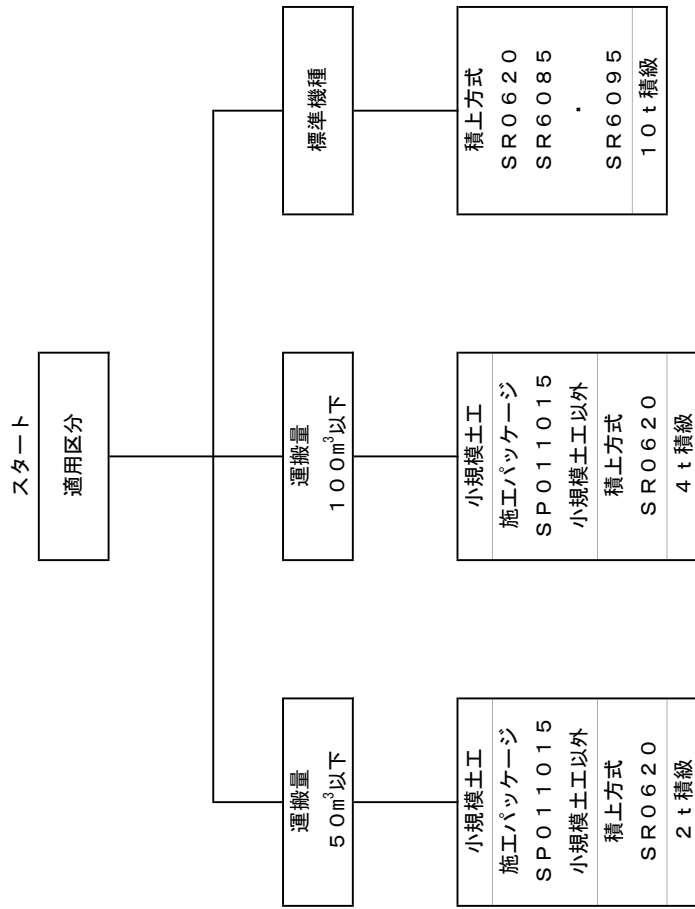 スタート
適用区分
運搬量
５０ｍ³以下
運搬量
１００ｍ³以下
標準機種
小規模土工
施工パッケージ
ＳＰ０１１０１５
小規模土工以外
積上方式
ＳＲ０６２０
２ｔ積級
小規模土工
施工パッケージ
ＳＰ０１１０１５
小規模土工以外
積上方式
ＳＲ０６２０
４ｔ積級
積上方式
ＳＲ０６２０
ＳＲ６０８５
・
ＳＲ６０９５
１０ｔ積級